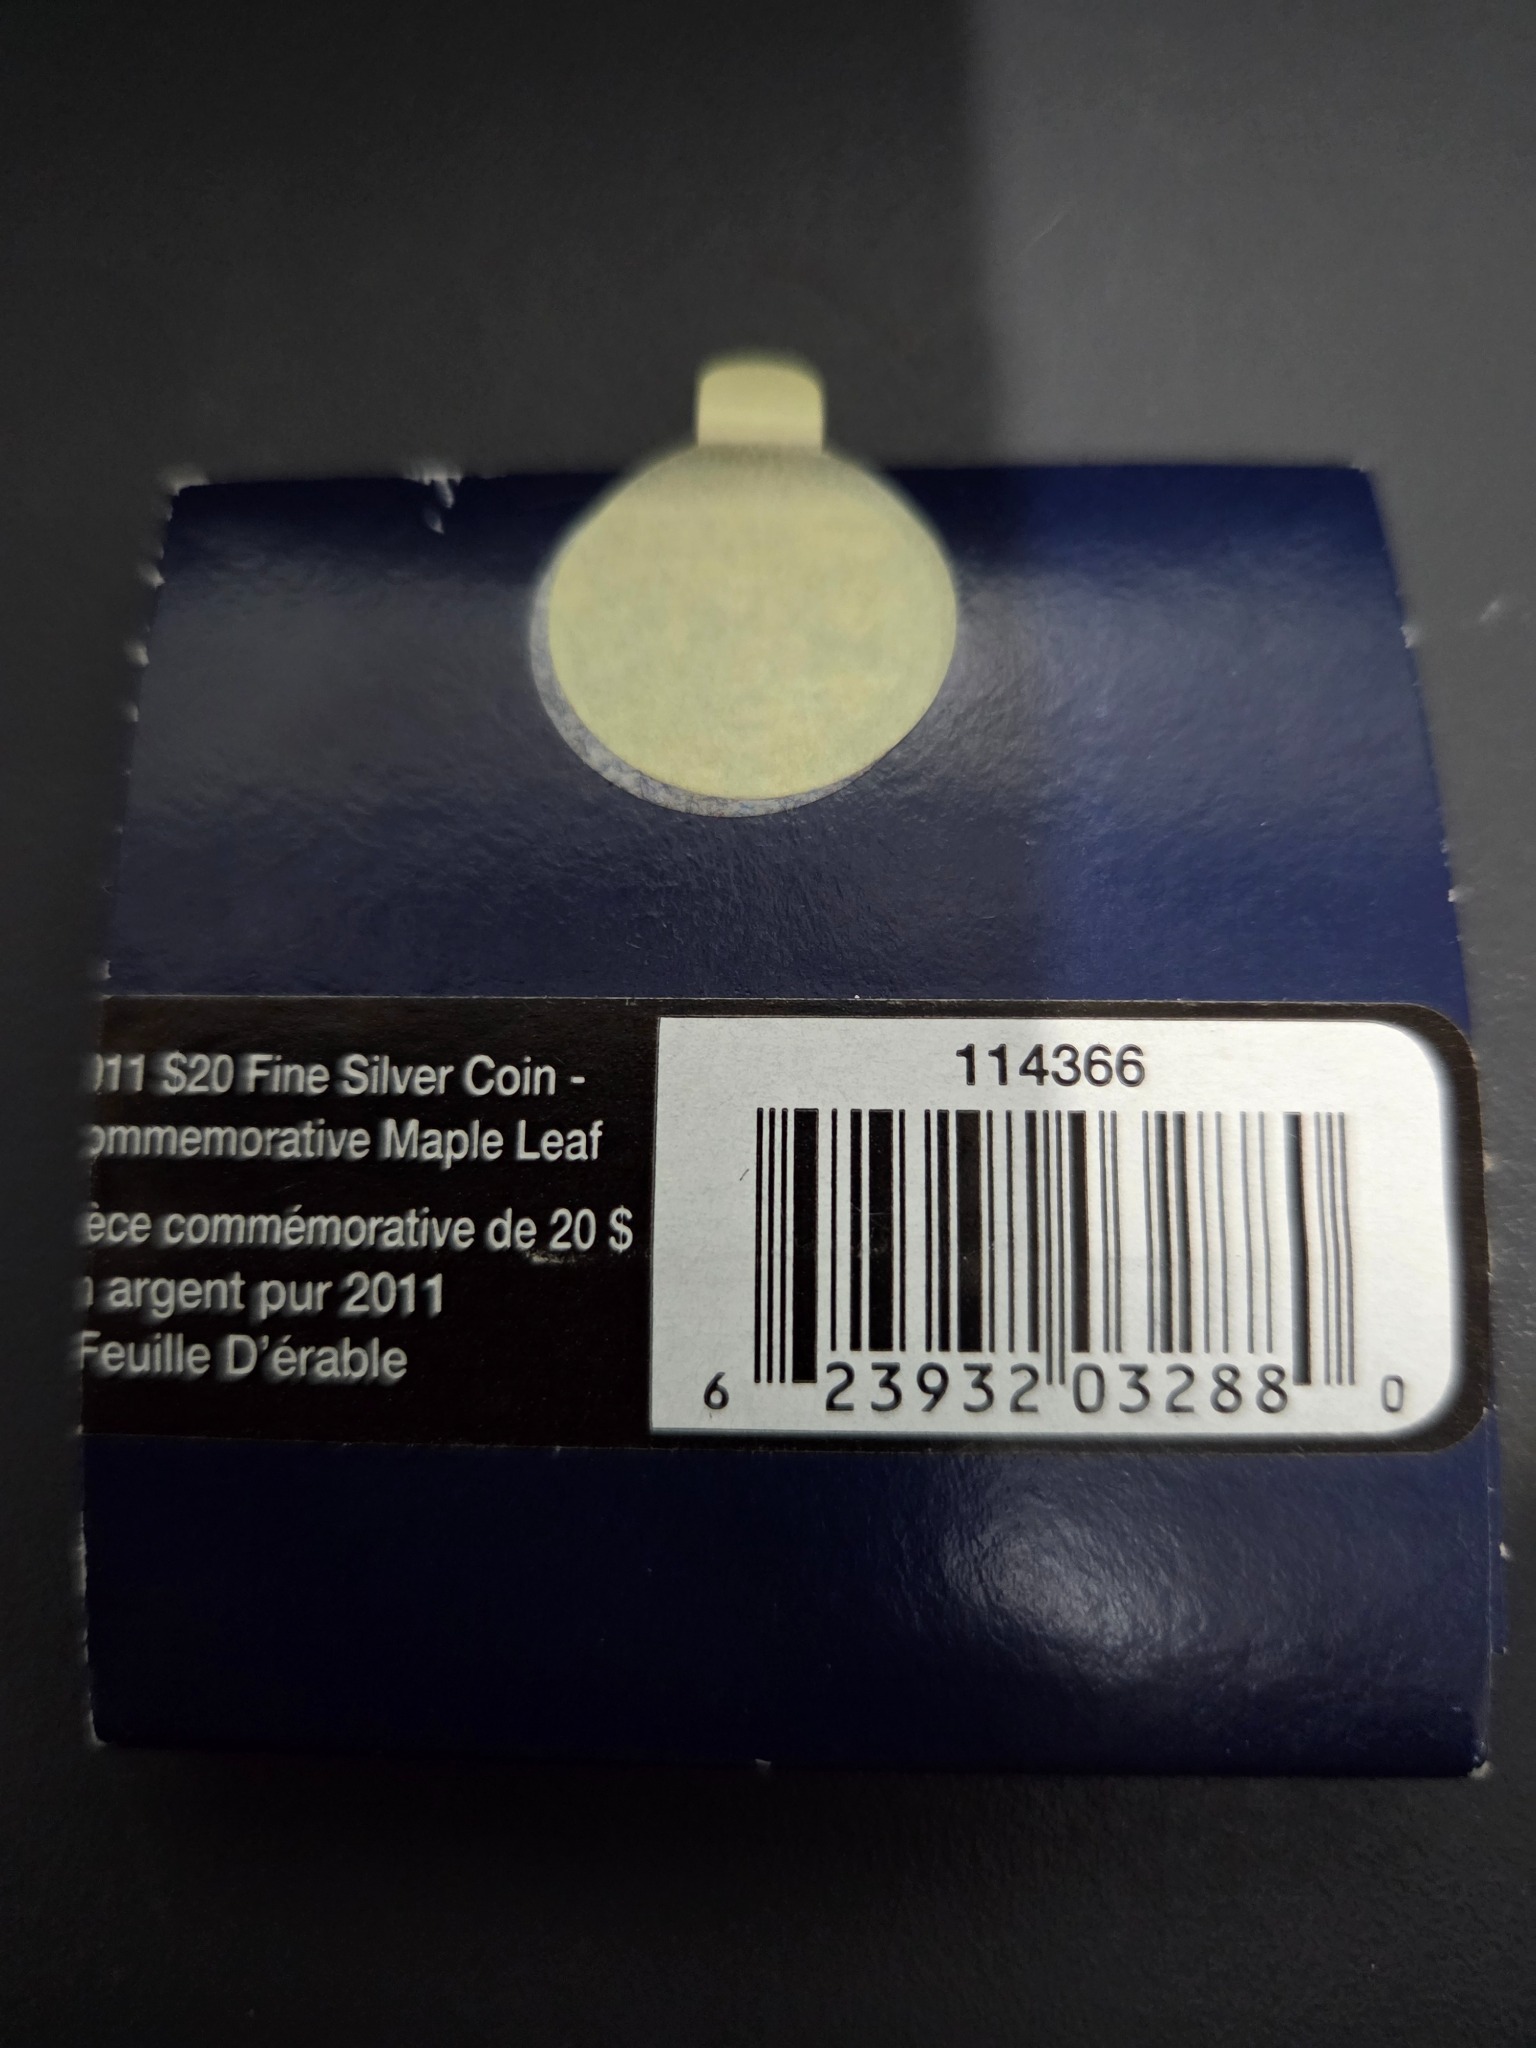 011 $20 Fine Silver Coin -
ommemorative Maple Leaf
èce commémorative de 20 $
n argent pur 2011
Feuille D'érable
114366
6 23932 03288 0